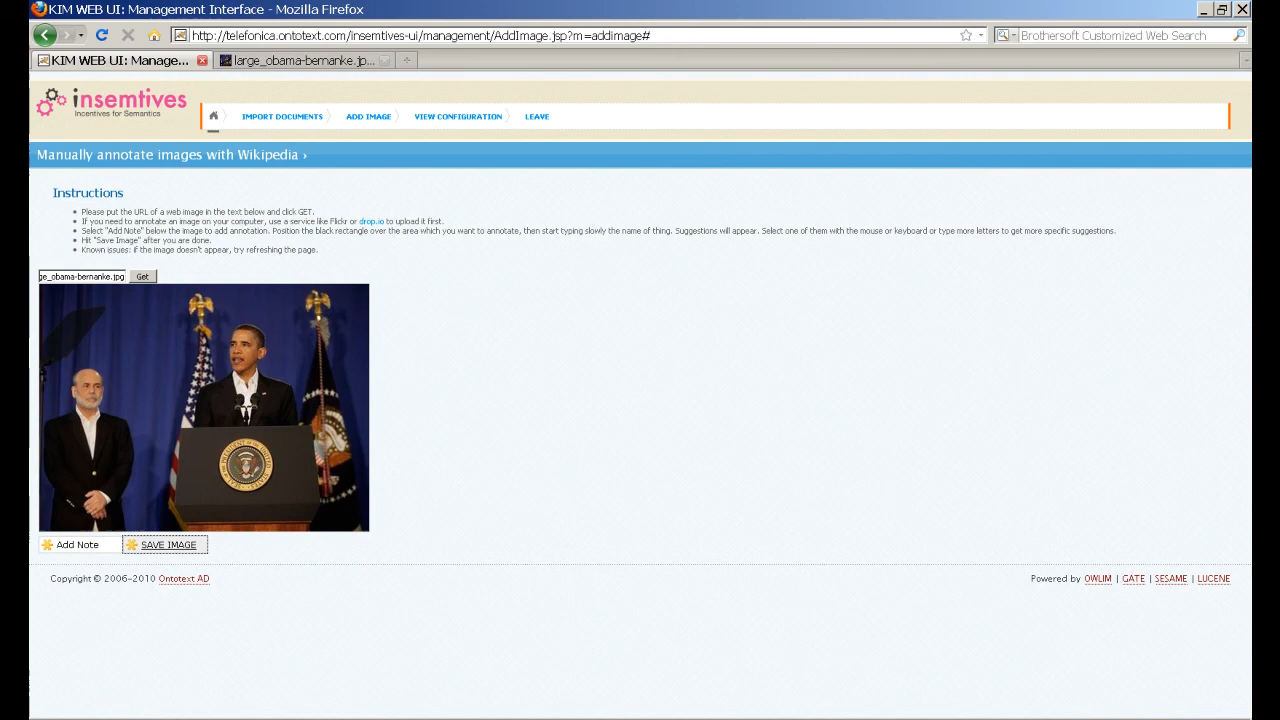 KIM WEB UI: Management Interface - Mozilla Firefox
http://telefonica.ontotext.com/insemtives-ui/management/AddImage.jsp?m=addimage#
Brothersoft Customized Web Search
KIM WEB UI: Manage...
large_obama-bernanke.jp...
insemtives
Incentives for Semantics
IMPORT DOCUMENTS
ADD IMAGE
VIEW CONFIGURATION
LEAVE
Manually annotate images with Wikipedia ›
Instructions
Please put the URL of a web image in the text below and click GET.
If you need to annotate an image on your computer, use a service like Flickr or drop.io to upload it first.
Select "Add Note" below the image to add annotation. Position the black rectangle over the area which you want to annotate, then start typing slowly the name of thing. Suggestions will appear. Select one of them with the mouse or keyboard or type more letters to get more specific suggestions.
Hit "Save Image" after you are done.
Known issues: if the image doesn't appear, try refreshing the page.
ge_obama-bernanke.jpg
Get
Add Note
SAVE IMAGE
Copyright © 2006-2010 Ontotext AD
Powered by OWLIM | GATE | SESAME | LUCENE